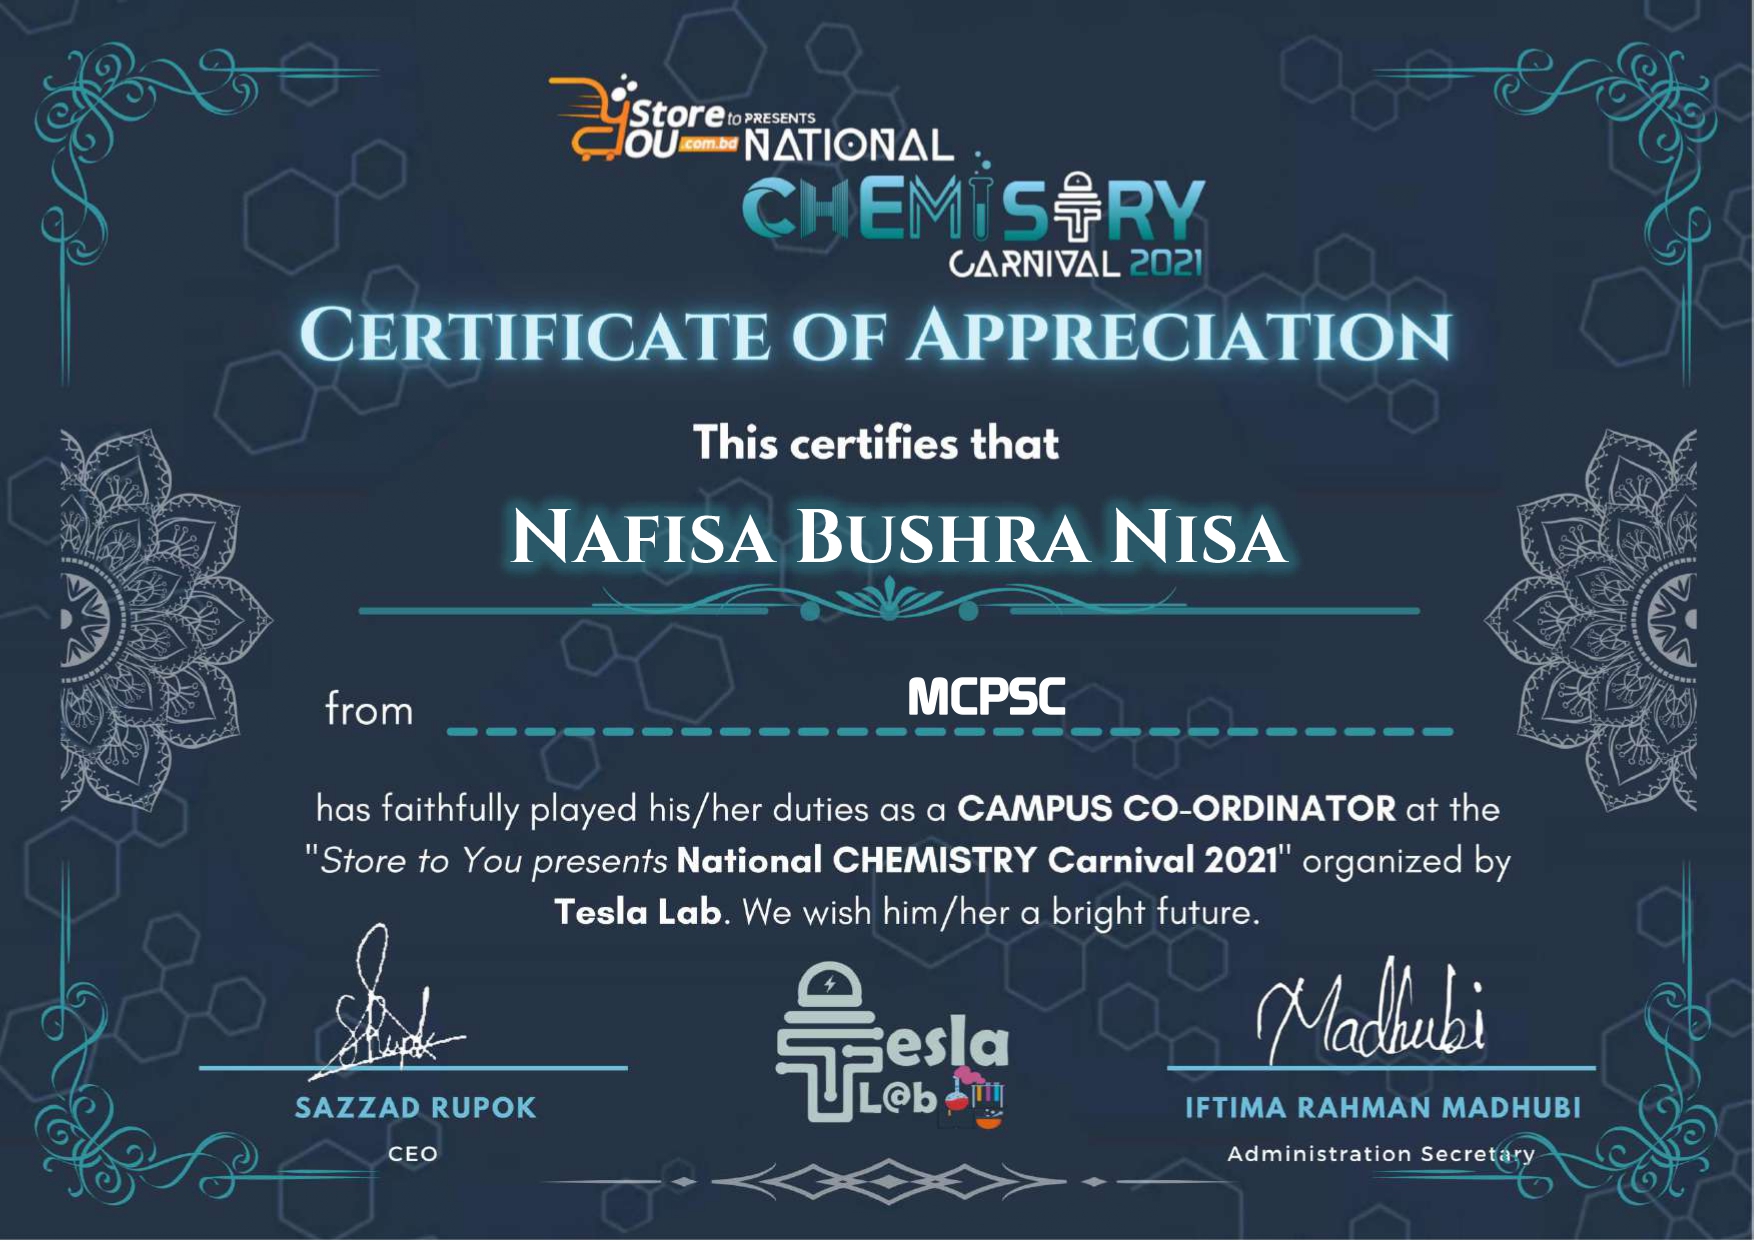 Store to PRESENTS
YOU .com.bd NATIONAL
CHEMISTRY
CARNIVAL 2021
CERTIFICATE OF APPRECIATION
This certifies that
NAFISA BUSHRA NISA
from MCPSC
has faithfully played his/her duties as a CAMPUS CO-ORDINATOR at the
"Store to You presents National CHEMISTRY Carnival 2021" organized by
Tesla Lab. We wish him/her a bright future.
Rupok
Madhubi
Tesla
L@b
SAZZAD RUPOK
IFTIMA RAHMAN MADHUBI
CEO
Administration Secretary